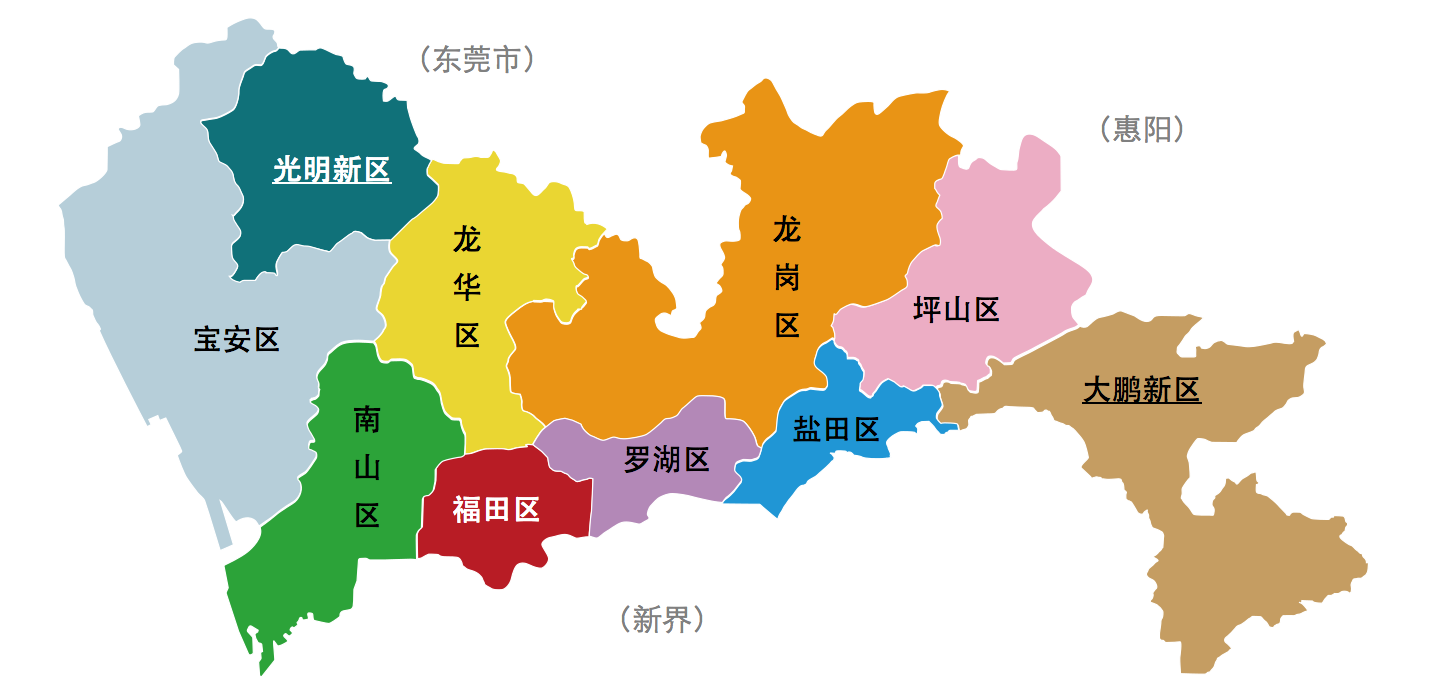 （东莞市）
（惠阳）
光明新区
龙华区
龙岗区
坪山区
宝安区
大鹏新区
南山区
盐田区
罗湖区
福田区
（新界）